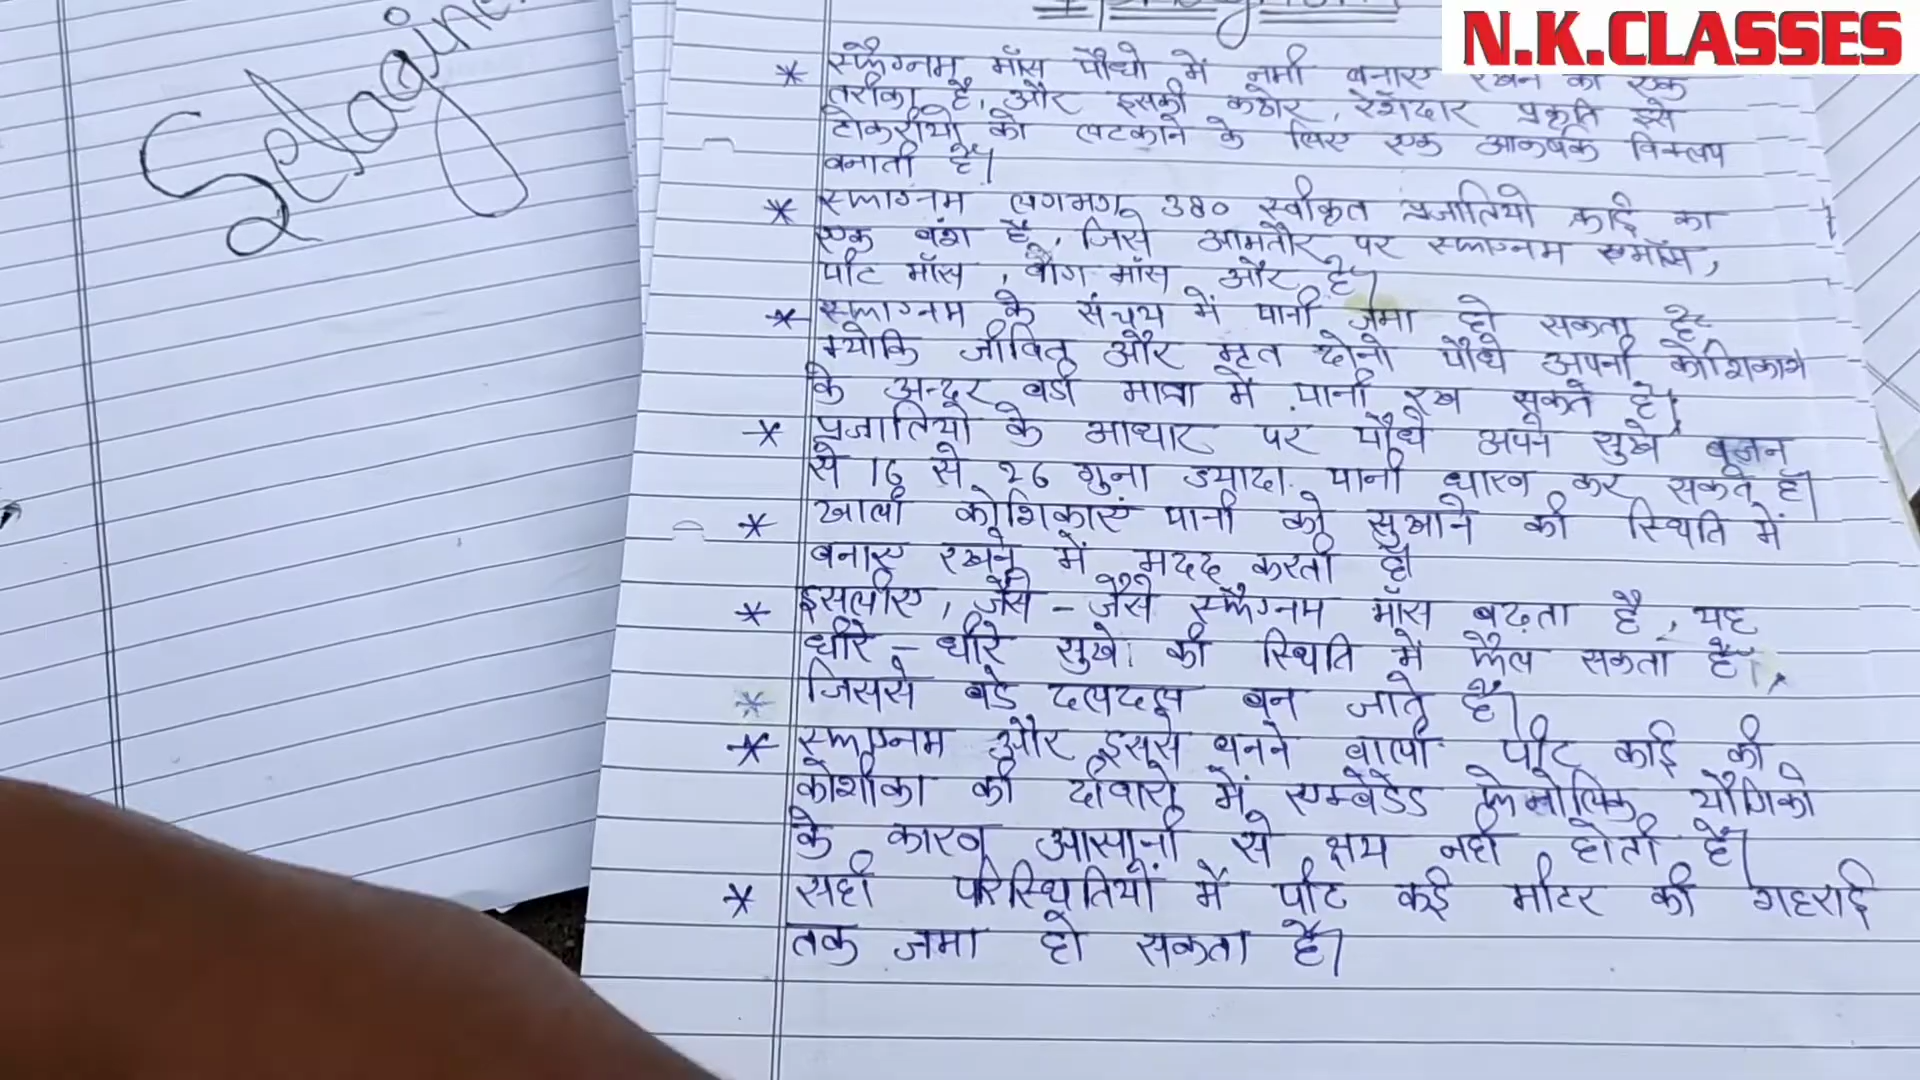 N.K.CLASSES
Selagine
* स्फैग्नम मॉस पौधो में नमी बनाए रखने का एक
तरीका है, और इसकी कठोर, रेशेदार प्रकृति इसे
टोकरीयो को लटकाने के लिए एक आकर्षक विकल्प
बनाती है।
* स्फाग्नम लगभग 380 स्वीकृत प्रजातियो काई का
एक वंश है, जिसे आमतौर पर स्फाग्नम एमॉस,
पीट मॉस, बोग मॉस और है।
* स्फाग्नम के संचय में पानी जमा हो सकता है
क्योकि जीवित और मृत दोनो पौधे अपनी कोशिकाओ
के अन्दर बडी मात्रा में पानी रख सकते है।
* प्रजातियो के आधार पर पौधे अपने सुखे वजन
से 16 से 26 गुना ज्यादा पानी धारन कर सकते है।
* खाली कोशिकाएं पानी को सुखाने की स्थिति में
बनाए रखने में मदद करती है।
* इसलीए, जैसे - जैसे स्फैग्नम मॉस बढ़ता है, यह
धीरे - धीरे सुखे की स्थिति में फैल सकता है,
* जिससे बडे दलदल बन जाते है।
* स्फाग्नम और इससे बनने वाली पीट काई की
कोशीका की दीवारो में एम्बेडेड फेनोलिक यौगिको
के कारन आसानी से क्षय नही होती है।
* सही परिस्थितियों में पीट कई मीटर की गहराई
तक जमा हो सकता है।